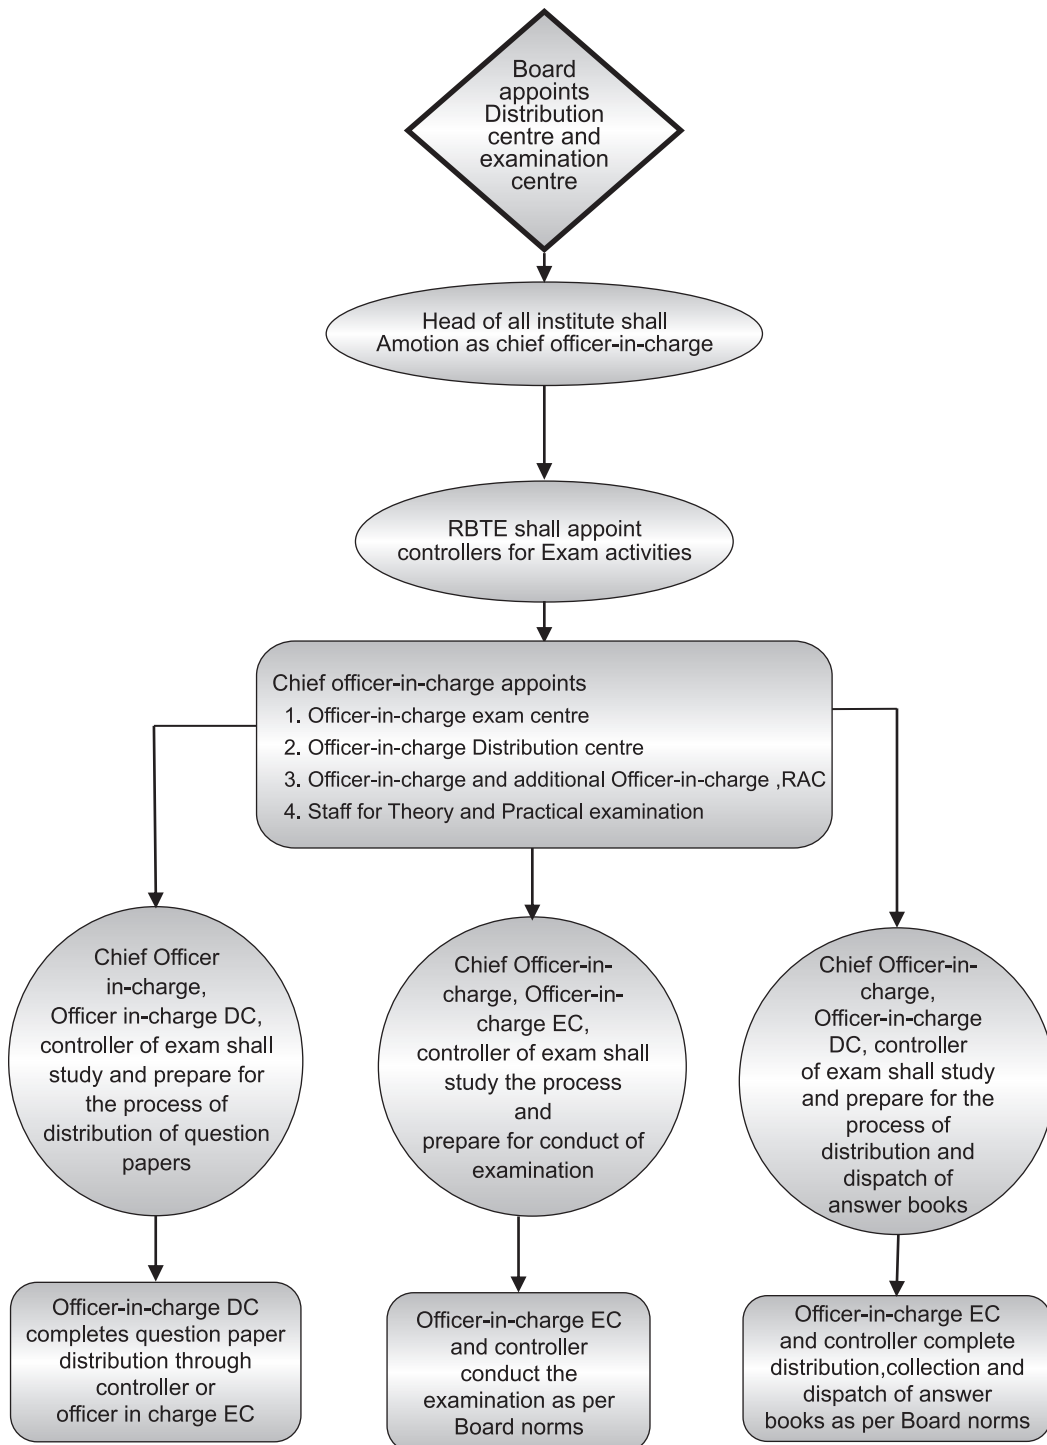 Board
appoints
Distribution
centre and
examination
centre
Head of all institute shall
Amotion as chief officer-in-charge
RBTE shall appoint
controllers for Exam activities
Chief officer-in-charge appoints
1. Officer-in-charge exam centre
2. Officer-in-charge Distribution centre
3. Officer-in-charge and additional Officer-in-charge ,RAC
4. Staff for Theory and Practical examination
Chief Officer
in-charge,
Officer in-charge DC,
controller of exam shall
study and prepare for
the process of
distribution of question
papers
Chief Officer-in-
charge, Officer-in-
charge EC,
controller of exam shall
study the process
and
prepare for conduct of
examination
Chief Officer-in-
charge,
Officer-in-charge
DC, controller
of exam shall study
and prepare for the
process of
distribution and
dispatch of
answer books
Officer-in-charge DC
completes question paper
distribution through
controller or
officer in charge EC
Officer-in-charge EC
and controller
conduct the
examination as per
Board norms
Officer-in-charge EC
and controller complete
distribution,collection and
dispatch of answer
books as per Board norms